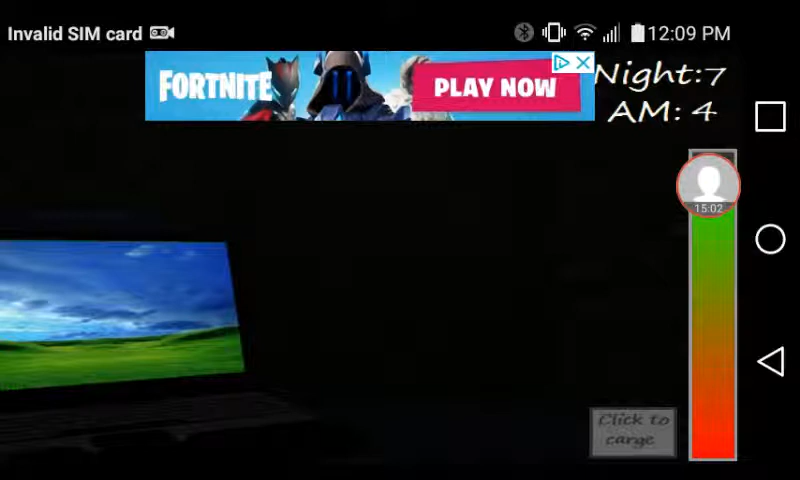 Invalid SIM card
12:09 PM
FORTNITE
PLAY NOW
Night:7
AM: 4
15:02
Click to
carge